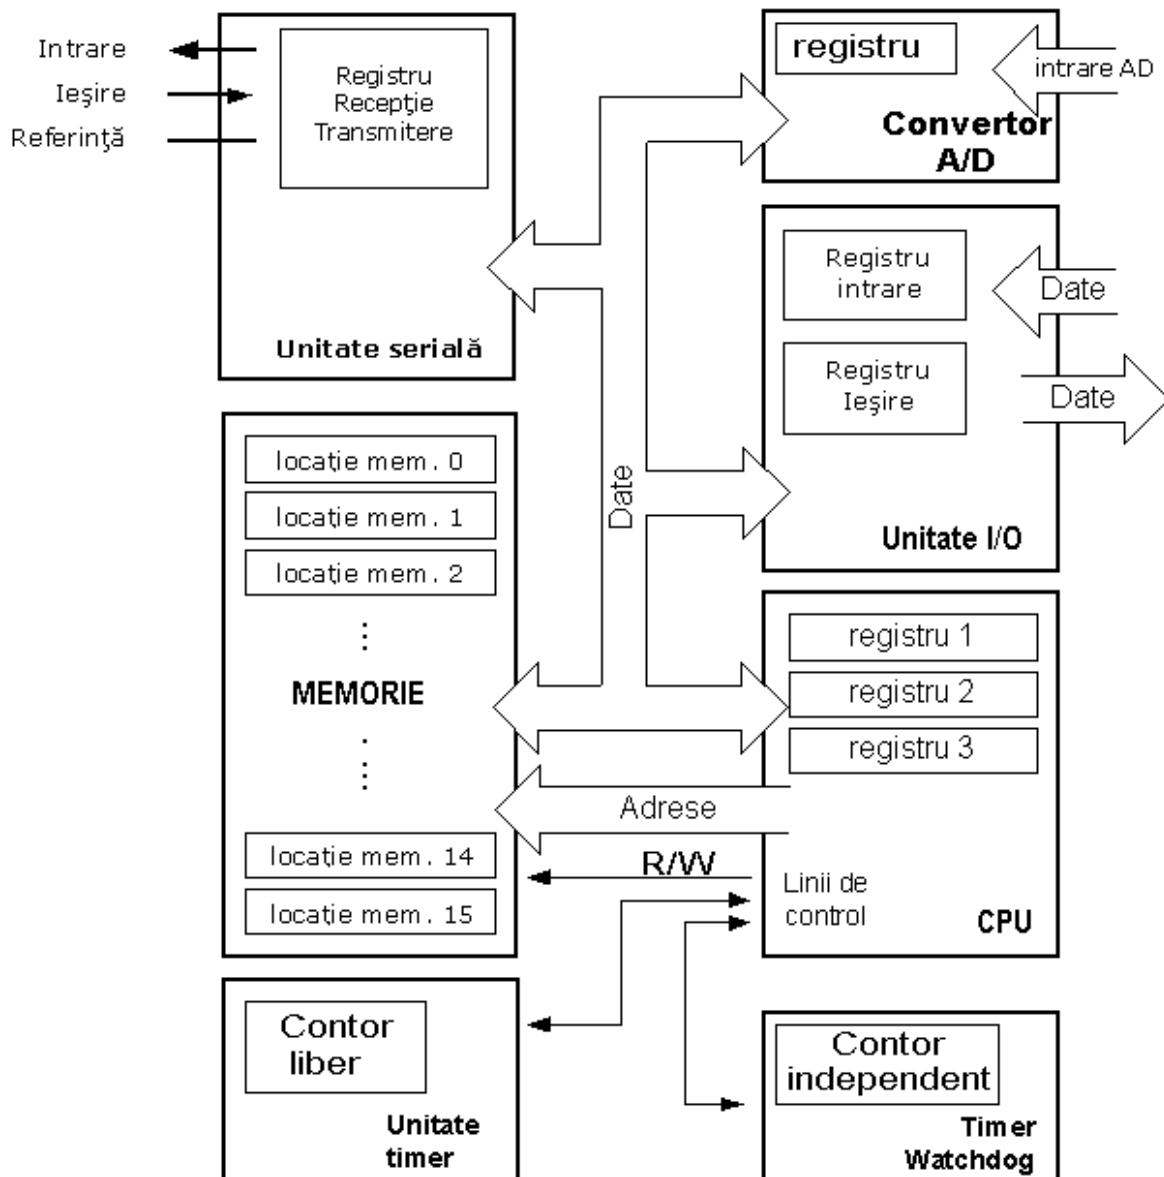 Intrare
Ieşire
Referinţă
Registru
Recepţie
Transmitere
Unitate serială
registru
intrare AD
Convertor
A/D
Registru
intrare
Date
Registru
Ieşire
Date
Unitate I/O
Date
locaţie mem. 0
locaţie mem. 1
locaţie mem. 2
MEMORIE
locaţie mem. 14
locaţie mem. 15
registru 1
registru 2
registru 3
Adrese
R/W
Linii de
control
CPU
Contor
liber
Unitate
timer
Contor
independent
Timer
Watchdog